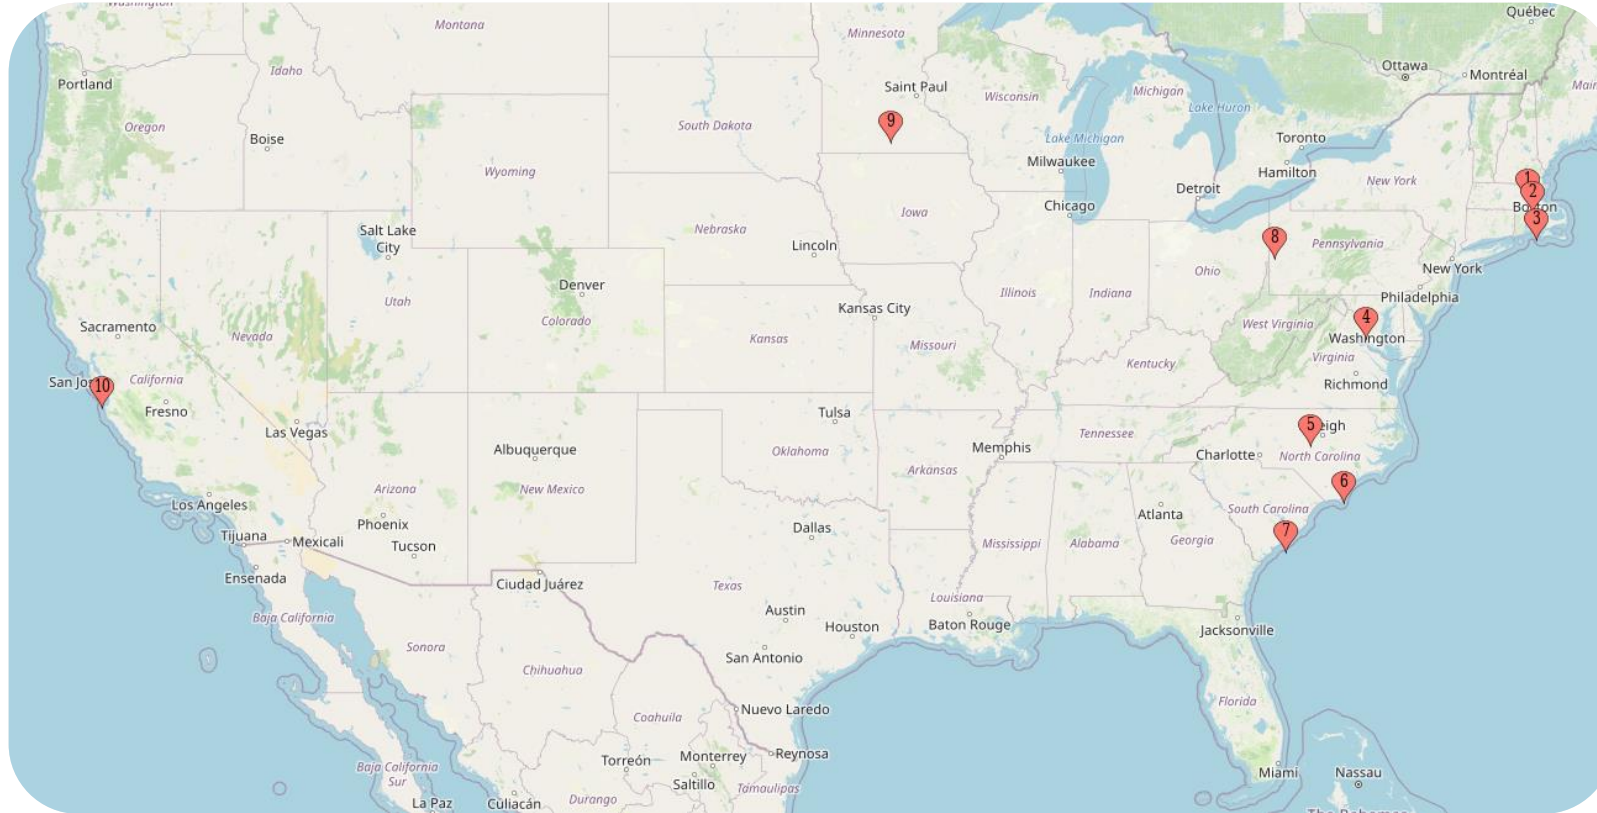 Washington
Montana
Minnesota
Québec
Portland
Idaho
Saint Paul
Wisconsin
Michigan
Ottawa
Montréal
Lake Huron
Oregon
Boise
South Dakota
9
Lake Michigan
Toronto
Wyoming
Milwaukee
Hamilton
New York
Detroit
1
2
Chicago
Iowa
3
Salt Lake
City
Nebraska
Lincoln
8
Pennsylvania
New York
Denver
Ohio
Utah
Kansas City
Illinois
Indiana
Philadelphia
Sacramento
Nevada
Colorado
Kansas
Missouri
West Virginia
4
Washington
Virginia
Kentucky
Richmond
10
California
Fresno
Las Vegas
Tulsa
Tennessee
5
eigh
Albuquerque
Oklahoma
Memphis
Charlotte
North Carolina
Arkansas
Arizona
New Mexico
6
Los Angeles
Phoenix
Dallas
Atlanta
South Carolina
Tijuana
Mexicali
Tucson
Mississippi
Alabama
Georgia
7
Ensenada
Ciudad Juárez
Texas
Louisiana
Baja California
Austin
Houston
Baton Rouge
Jacksonville
Sonora
Chihuahua
San Antonio
Florida
Coahuila
Nuevo Laredo
Torreón
Monterrey
Reynosa
Baja California
Sur
Saltillo
Tamaulipas
Miami
Nassau
La Paz
Culiacán
Durango
The Bahamas